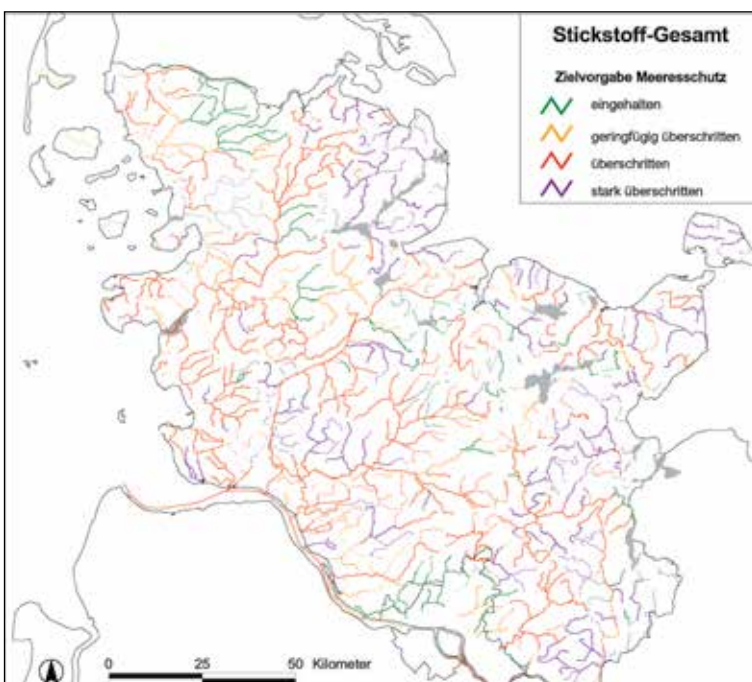 Stickstoff-Gesamt
Zielvorgabe Meeresschutz
eingehalten
geringfügig überschritten
überschritten
stark überschritten
0 25 50 Kilometer